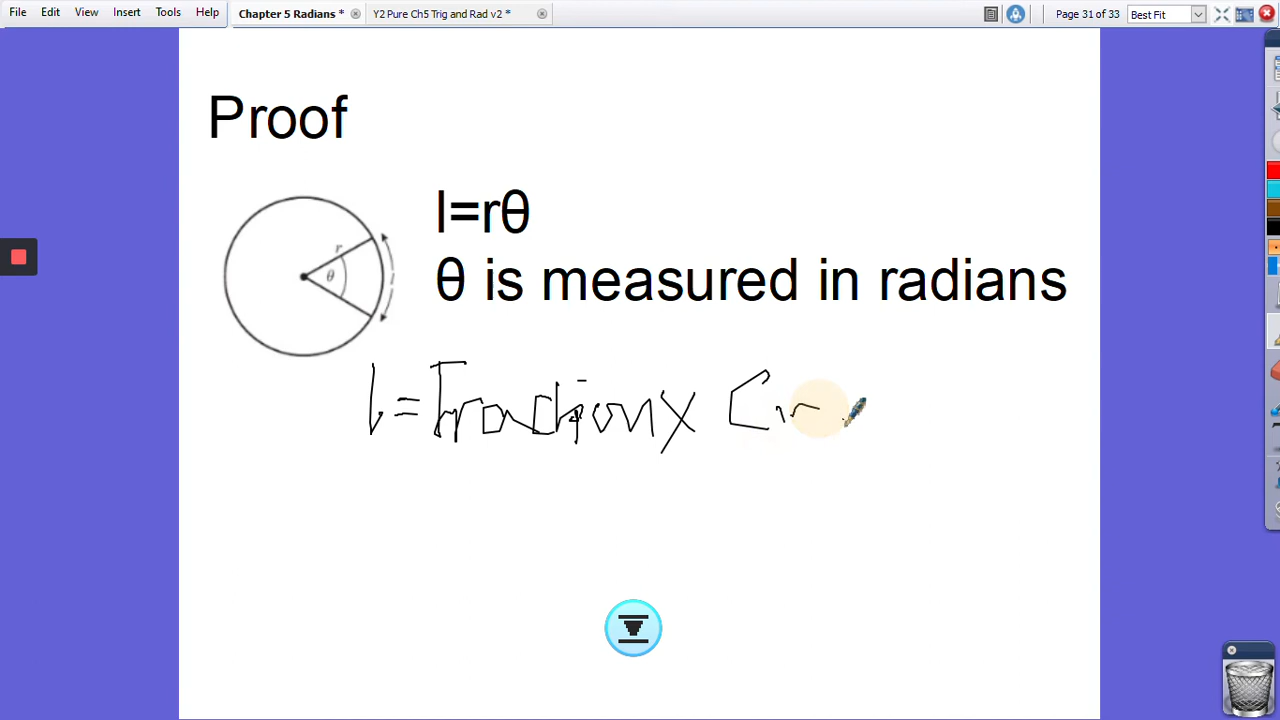 File Edit View Insert Tools Help Chapter 5 Radians * Y2 Pure Ch5 Trig and Rad v2 * Page 31 of 33 Best Fit
Proof
r
θ
l
l=rθ
θ is measured in radians
l = Fraction × Cir